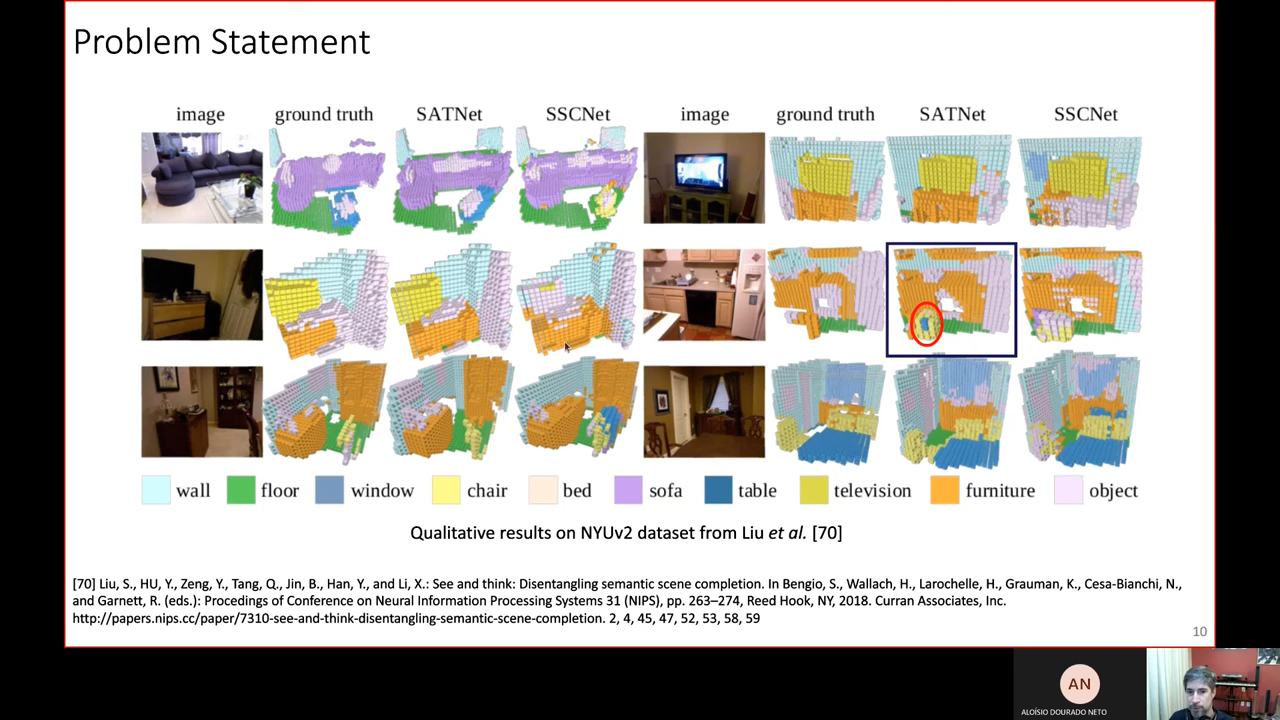 Problem Statement
image ground truth SATNet SSCNet image ground truth SATNet SSCNet
wall floor window chair bed sofa table television furniture object
Qualitative results on NYUv2 dataset from Liu et al. [70]
[70] Liu, S., HU, Y., Zeng, Y., Tang, Q., Jin, B., Han, Y., and Li, X.: See and think: Disentangling semantic scene completion. In Bengio, S., Wallach, H., Larochelle, H., Grauman, K., Cesa-Bianchi, N.,
and Garnett, R. (eds.): Procedings of Conference on Neural Information Processing Systems 31 (NIPS), pp. 263–274, Reed Hook, NY, 2018. Curran Associates, Inc.
http://papers.nips.cc/paper/7310-see-and-think-disentangling-semantic-scene-completion. 2, 4, 45, 47, 52, 53, 58, 59
10
AN
ALOÍSIO DOURADO NETO